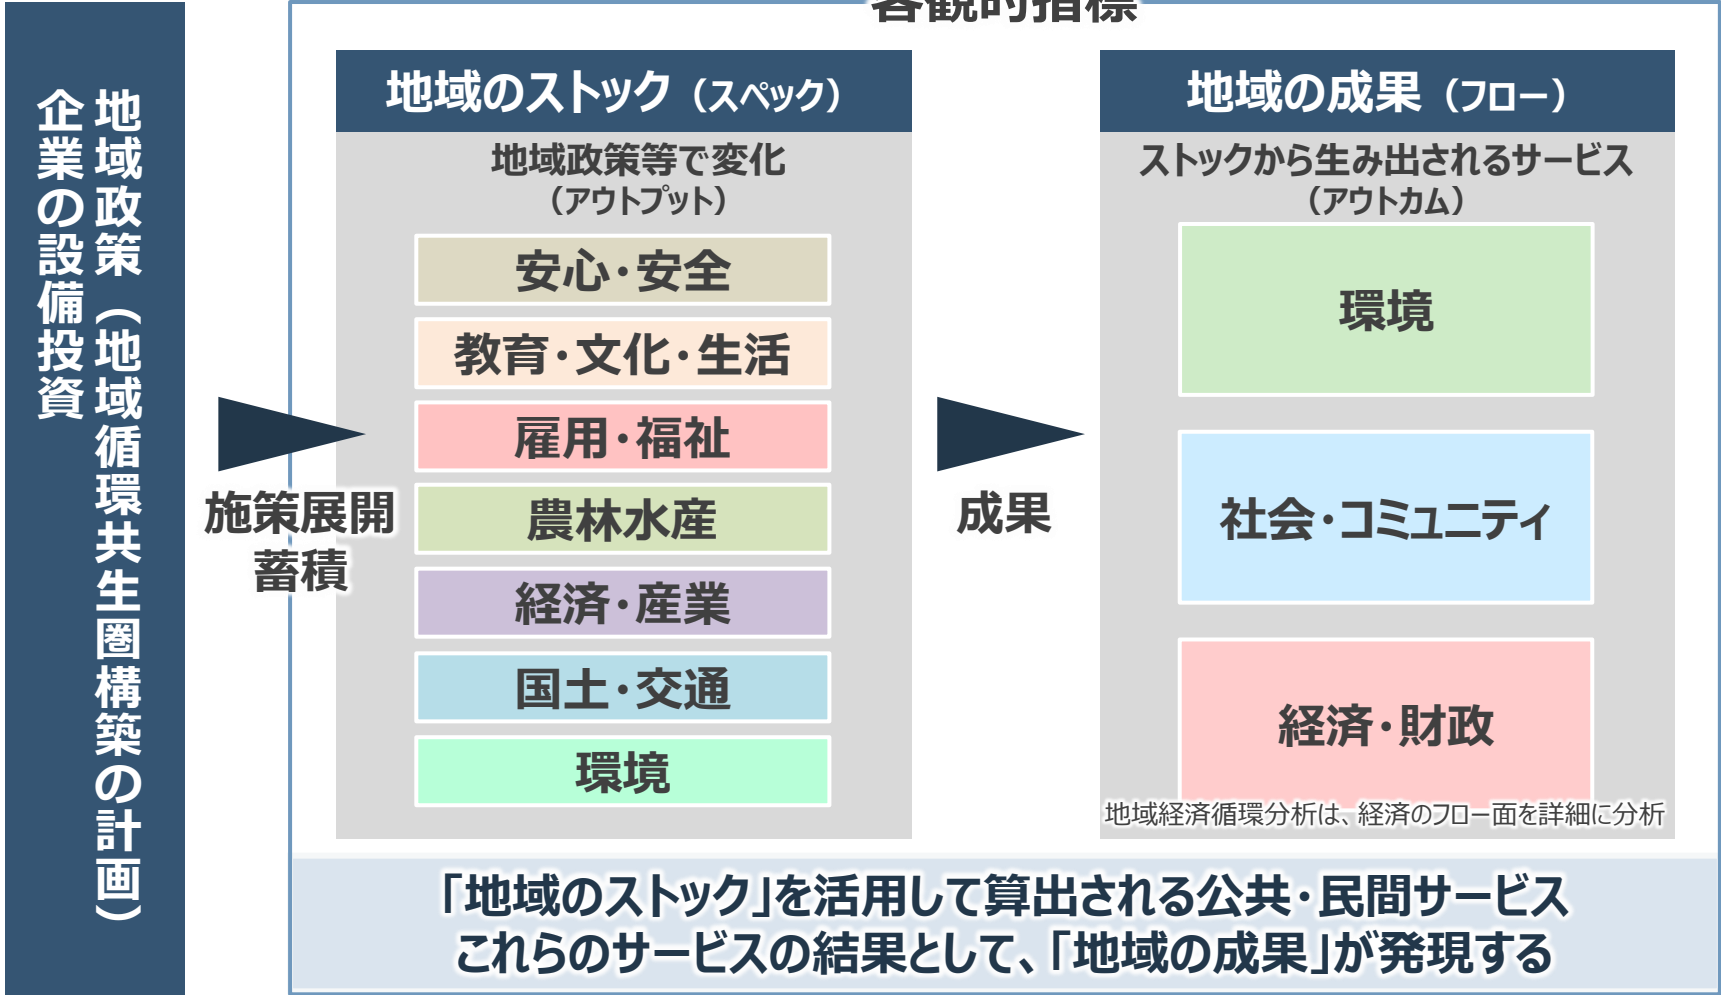 地域政策（地域循環共生圏構築の計画）
企業の設備投資
客観的指標
施策展開
蓄積
地域のストック（スペック）
地域政策等で変化
（アウトプット）
安心・安全
教育・文化・生活
雇用・福祉
農林水産
経済・産業
国土・交通
環境
成果
地域の成果（フロー）
ストックから生み出されるサービス
（アウトカム）
環境
社会・コミュニティ
経済・財政
地域経済循環分析は、経済のフロー面を詳細に分析
「地域のストック」を活用して算出される公共・民間サービス
これらのサービスの結果として、「地域の成果」が発現する